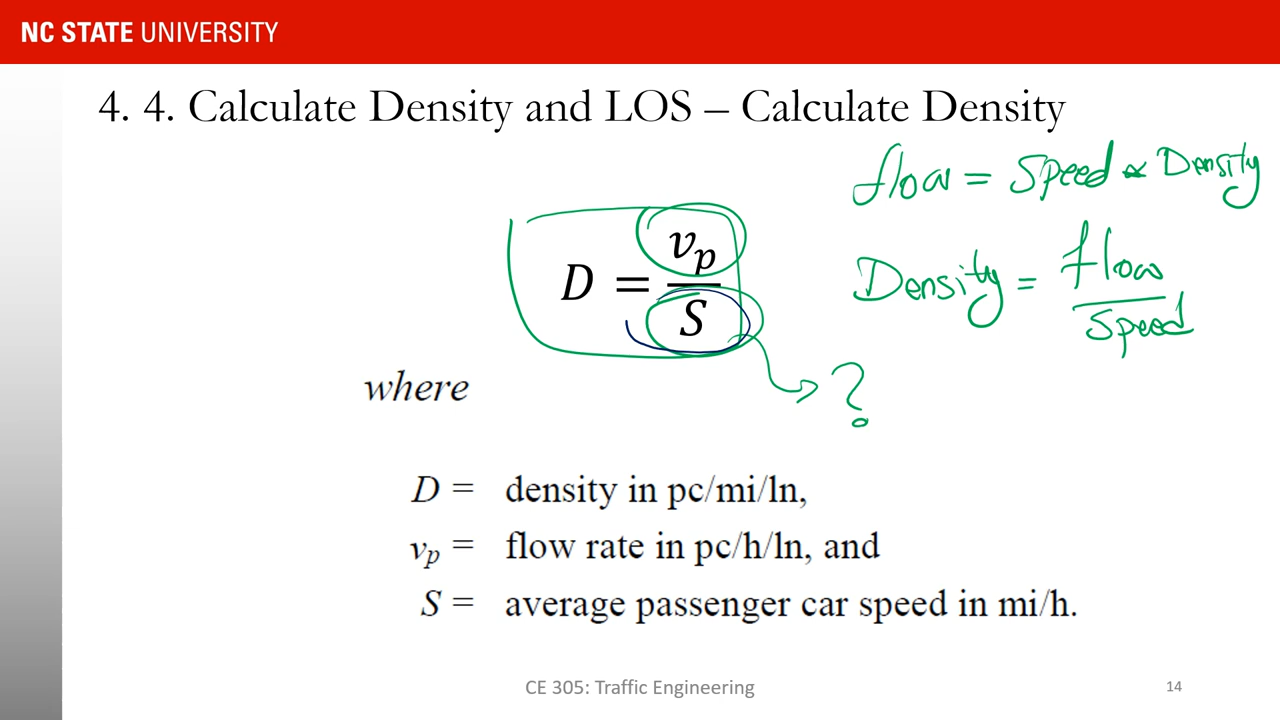 NC STATE UNIVERSITY
4. 4. Calculate Density and LOS – Calculate Density
flow = Speed × Density
D = v_p / S
Density = flow / Speed
?
where
D = density in pc/mi/ln,
v_p = flow rate in pc/h/ln, and
S = average passenger car speed in mi/h.
CE 305: Traffic Engineering
14